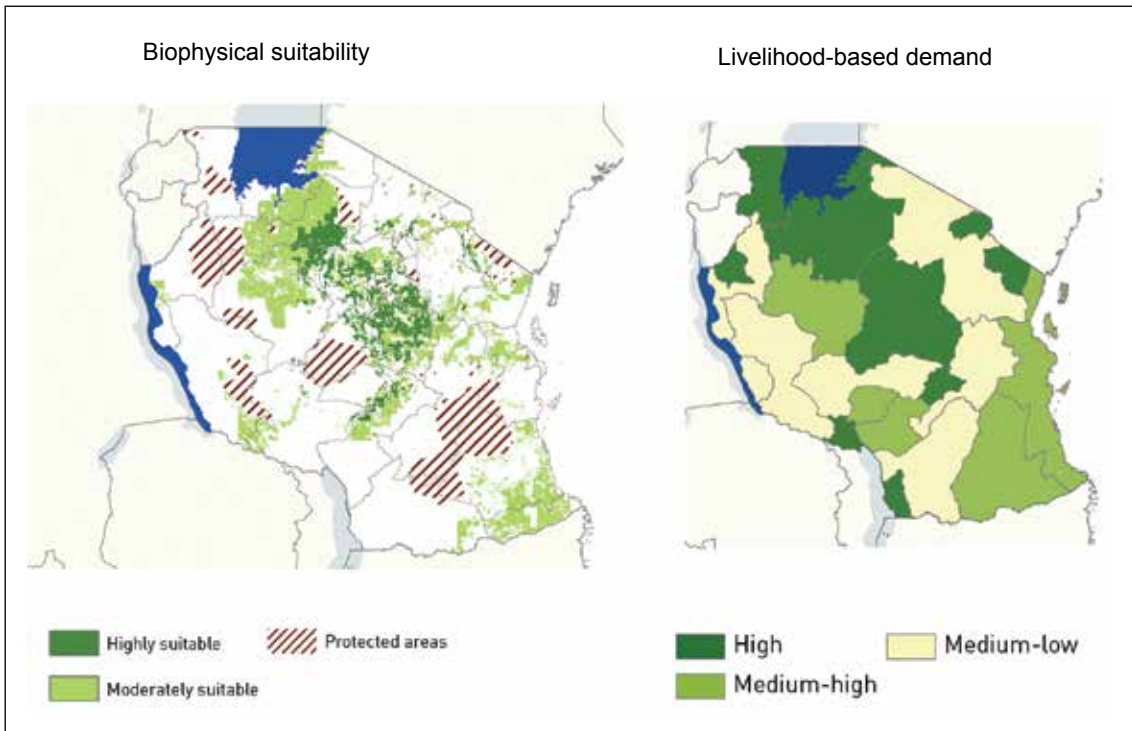 Biophysical suitability
Livelihood-based demand
Highly suitable
Protected areas
Moderately suitable
High
Medium-low
Medium-high